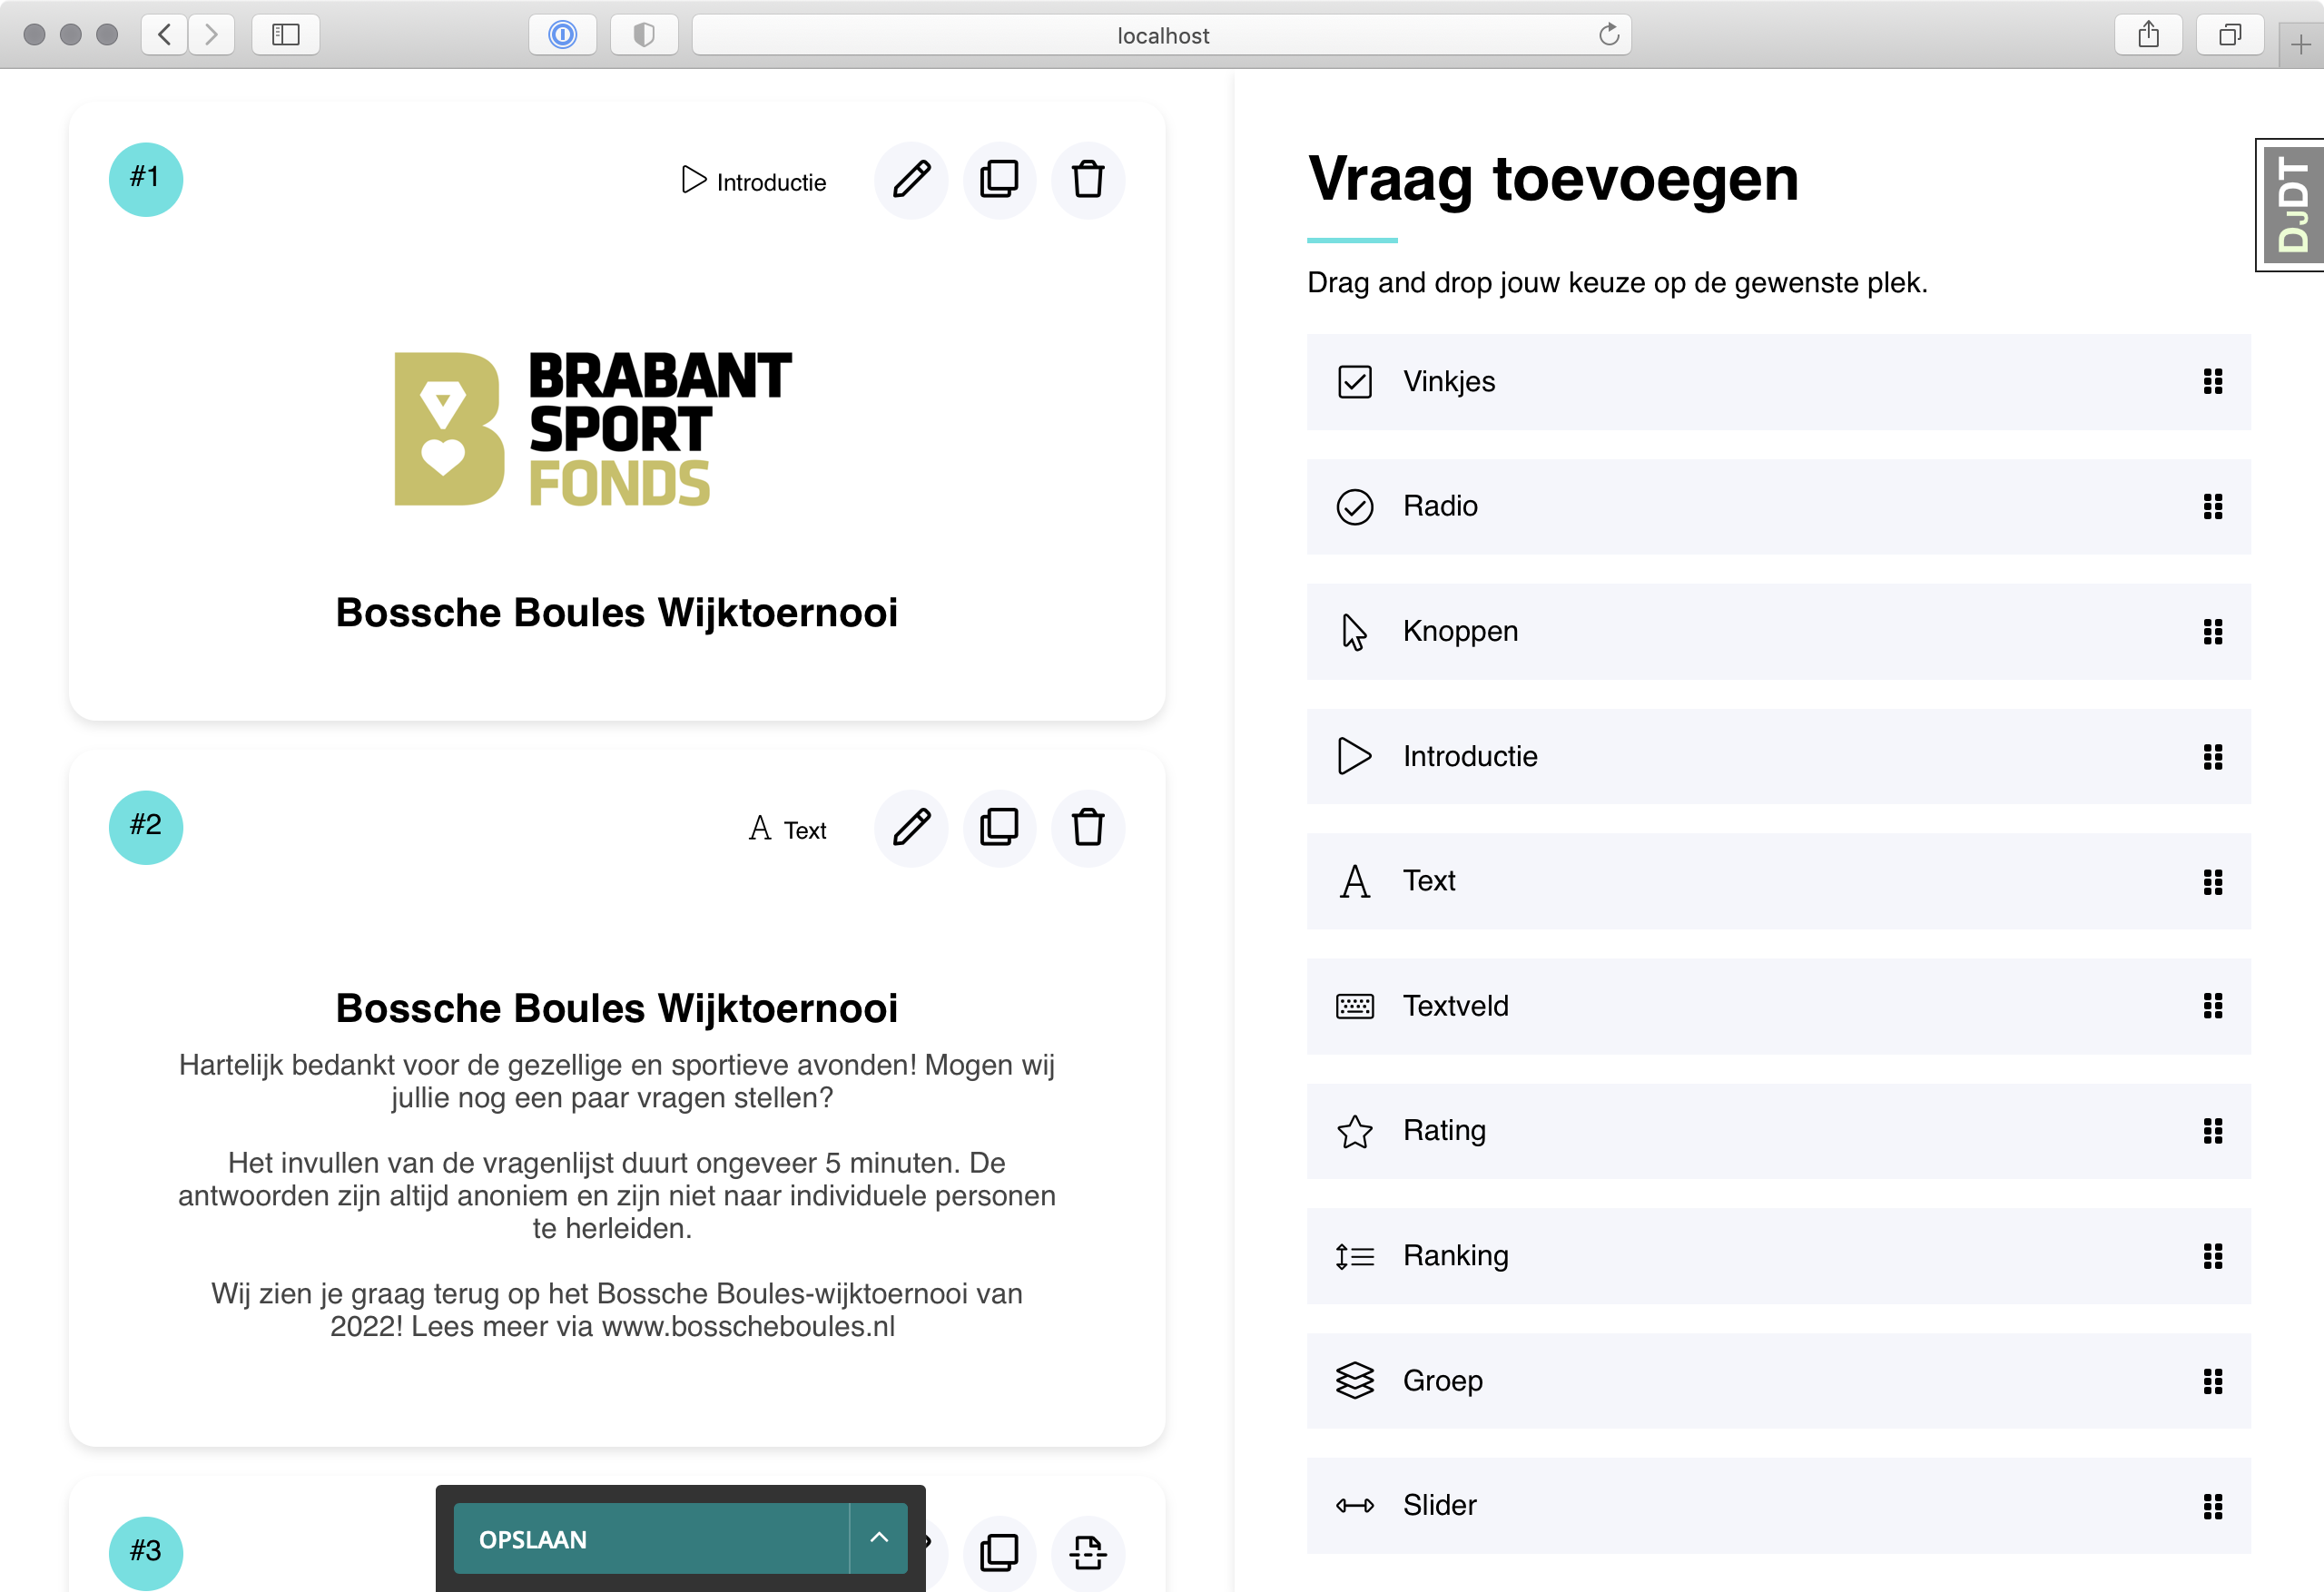 localhost
#1
Introductie
BRABANT
SPORT
FONDS
Bossche Boules Wijktoernooi
#2
Text
Bossche Boules Wijktoernooi
Hartelijk bedankt voor de gezellige en sportieve avonden! Mogen wij
jullie nog een paar vragen stellen?
Het invullen van de vragenlijst duurt ongeveer 5 minuten. De
antwoorden zijn altijd anoniem en zijn niet naar individuele personen
te herleiden.
Wij zien je graag terug op het Bossche Boules-wijktoernooi van
2022! Lees meer via www.bosscheboules.nl
#3
OPSLAAN
Vraag toevoegen
Drag and drop jouw keuze op de gewenste plek.
Vinkjes
Radio
Knoppen
Introductie
Text
Textveld
Rating
Ranking
Groep
Slider
DJDT